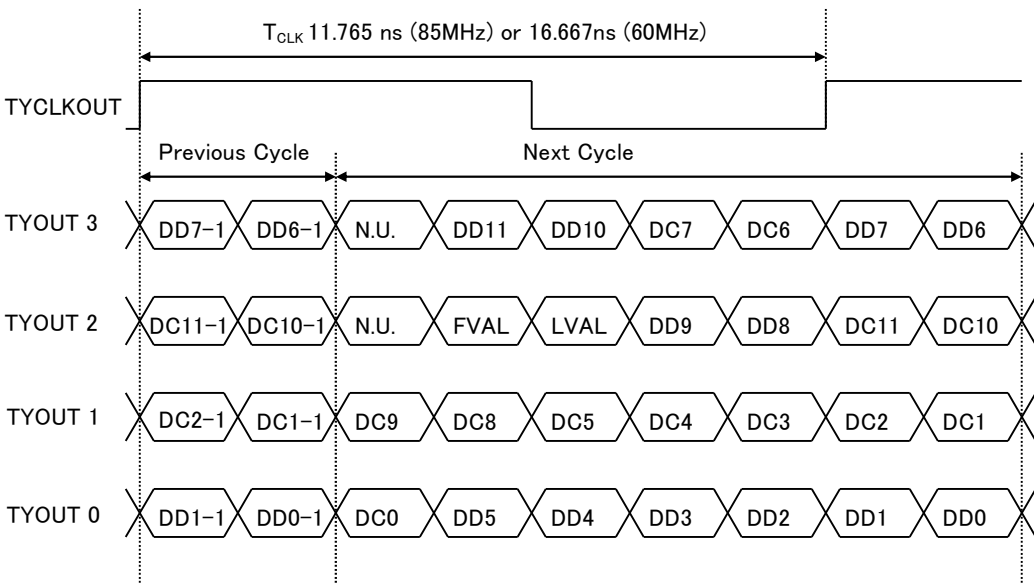 TCLK 11.765 ns (85MHz) or 16.667ns (60MHz)
TYCLKOUT
Previous Cycle Next Cycle
TYOUT 3 DD7-1 DD6-1 N.U. DD11 DD10 DC7 DC6 DD7 DD6
TYOUT 2 DC11-1 DC10-1 N.U. FVAL LVAL DD9 DD8 DC11 DC10
TYOUT 1 DC2-1 DC1-1 DC9 DC8 DC5 DC4 DC3 DC2 DC1
TYOUT 0 DD1-1 DD0-1 DC0 DD5 DD4 DD3 DD2 DD1 DD0